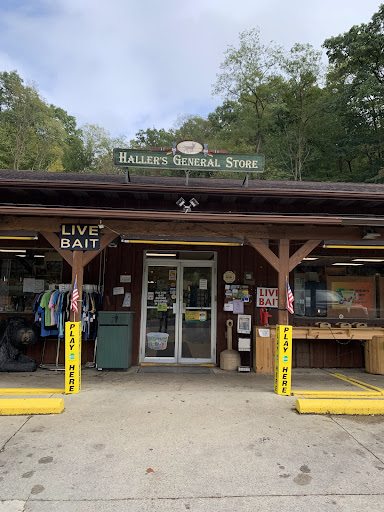 HALLER'S GENERAL STORE
LIVE
BAIT
LIVE
BAIT
PLAY
HERE
PLAY
HERE